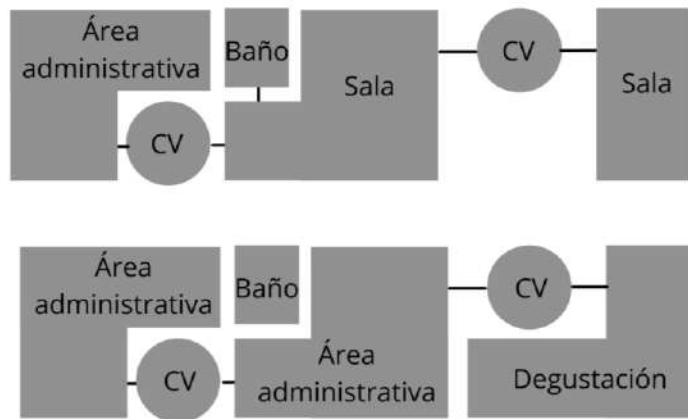 Área
administrativa
Baño
CV
Sala
CV
Sala
Área
administrativa
Baño
CV
Área
administrativa
CV
Degustación